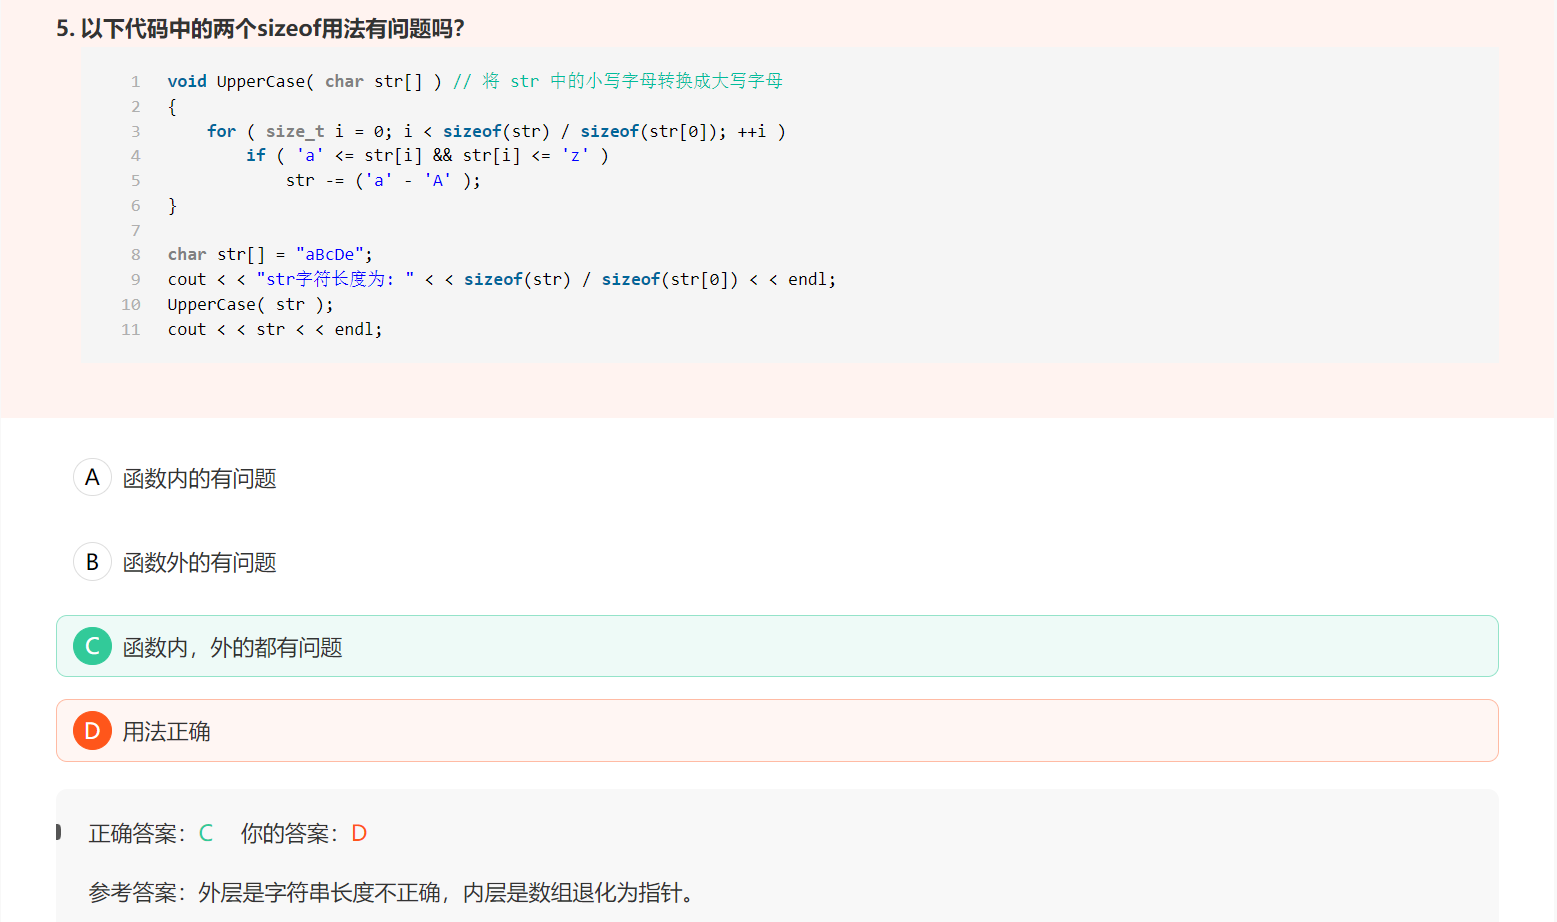 5. 以下代码中的两个sizeof用法有问题吗？
1 void UpperCase( char str[] ) // 将 str 中的小写字母转换成大写字母
2 {
3     for ( size_t i = 0; i < sizeof(str) / sizeof(str[0]); ++i )
4         if ( 'a' <= str[i] && str[i] <= 'z' )
5             str -= ('a' - 'A' );
6 }
7
8 char str[] = "aBcDe";
9 cout < < "str字符长度为: " < < sizeof(str) / sizeof(str[0]) < < endl;
10 UpperCase( str );
11 cout < < str < < endl;
A 函数内的有问题
B 函数外的有问题
C 函数内，外的都有问题
D 用法正确
正确答案：C 你的答案：D
参考答案：外层是字符串长度不正确，内层是数组退化为指针。